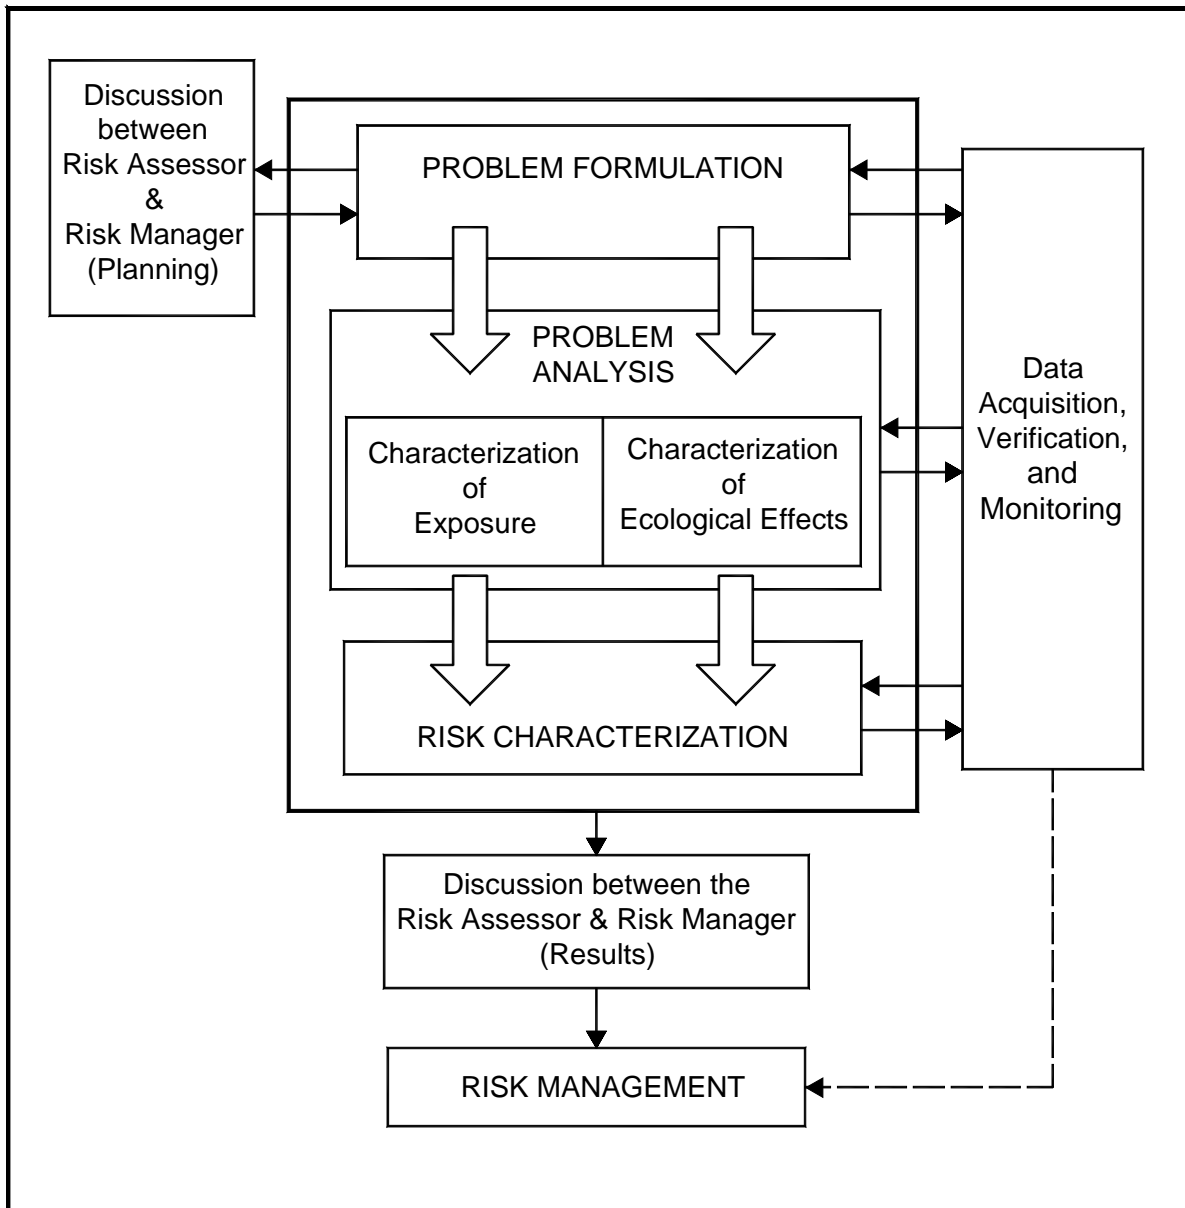 Discussion
between
Risk Assessor
&
Risk Manager
(Planning)
PROBLEM FORMULATION
PROBLEM
ANALYSIS
Characterization
of
Exposure
Characterization
of
Ecological Effects
Data
Acquisition,
Verification,
and
Monitoring
RISK CHARACTERIZATION
Discussion between the
Risk Assessor & Risk Manager
(Results)
RISK MANAGEMENT